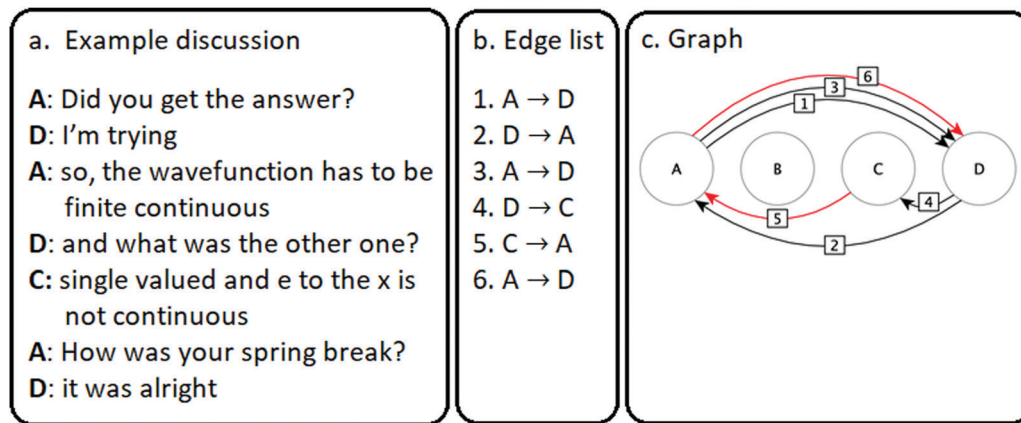 a. Example discussion
A: Did you get the answer?
D: I'm trying
A: so, the wavefunction has to be
finite continuous
D: and what was the other one?
C: single valued and e to the x is
not continuous
A: How was your spring break?
D: it was alright
b. Edge list
1. A → D
2. D → A
3. A → D
4. D → C
5. C → A
6. A → D
c. Graph
6
3
1
A B C D
4
5
2